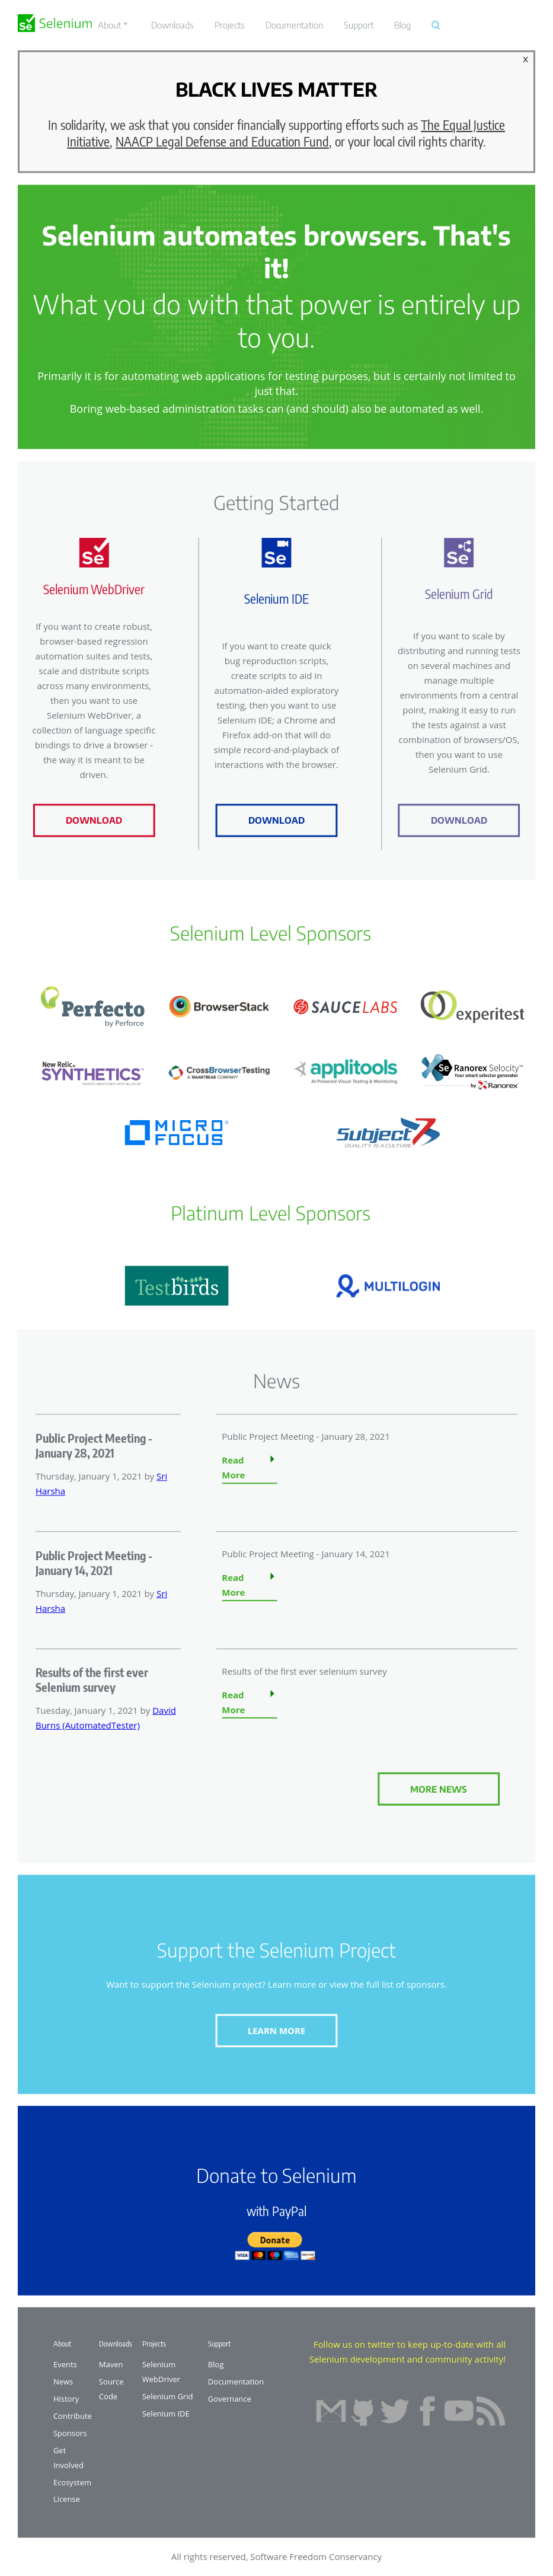 Se Selenium About ▾ Downloads Projects Documentation Support Blog
x
BLACK LIVES MATTER
In solidarity, we ask that you consider financially supporting efforts such as The Equal Justice
Initiative, NAACP Legal Defense and Education Fund, or your local civil rights charity.
Selenium automates browsers. That's
it!
What you do with that power is entirely up
to you.
Primarily it is for automating web applications for testing purposes, but is certainly not limited to
just that.
Boring web-based administration tasks can (and should) also be automated as well.
Getting Started
Se
Selenium WebDriver
If you want to create robust,
browser-based regression
automation suites and tests,
scale and distribute scripts
across many environments,
then you want to use
Selenium WebDriver, a
collection of language specific
bindings to drive a browser -
the way it is meant to be
driven.
DOWNLOAD
Se
Selenium IDE
If you want to create quick
bug reproduction scripts,
create scripts to aid in
automation-aided exploratory
testing, then you want to use
Selenium IDE; a Chrome and
Firefox add-on that will do
simple record-and-playback of
interactions with the browser.
DOWNLOAD
Se
Selenium Grid
If you want to scale by
distributing and running tests
on several machines and
manage multiple
environments from a central
point, making it easy to run
the tests against a vast
combination of browsers/OS,
then you want to use
Selenium Grid.
DOWNLOAD
Selenium Level Sponsors
Perfecto
by Perforce
BrowserStack
SAUCELABS
experitest
New Relic
SYNTHETICS™
CrossBrowserTesting
A SMARTBEAR COMPANY
applitools
AI-Powered Visual Testing & Monitoring
Se Ranorex Selocity™
Your smart selector generator
by Ranorex
MICRO
FOCUS
Subject7
QUALITY IS A CULTURE
Platinum Level Sponsors
Testbirds
MULTILOGIN
News
Public Project Meeting -
January 28, 2021
Thursday, January 1, 2021 by Sri
Harsha
Public Project Meeting - January 28, 2021
Read
More
Public Project Meeting -
January 14, 2021
Thursday, January 1, 2021 by Sri
Harsha
Public Project Meeting - January 14, 2021
Read
More
Results of the first ever
Selenium survey
Tuesday, January 1, 2021 by David
Burns (AutomatedTester)
Results of the first ever selenium survey
Read
More
MORE NEWS
Support the Selenium Project
Want to support the Selenium project? Learn more or view the full list of sponsors.
LEARN MORE
Donate to Selenium
with PayPal
Donate
VISA
About
Events
News
History
Contribute
Sponsors
Get
Involved
Ecosystem
License
Downloads
Maven
Source
Code
Projects
Selenium
WebDriver
Selenium Grid
Selenium IDE
Support
Blog
Documentation
Governance
Follow us on twitter to keep up-to-date with all
Selenium development and community activity!
All rights reserved, Software Freedom Conservancy